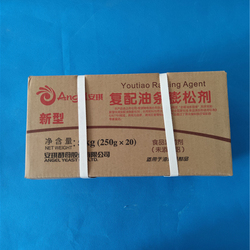 Youtiao Raising Agent
Angel 安琪
复配油条膨松剂
新型
净含量: 5kg (250g×20)
NET WEIGHT
食品添加剂
安琪酵母股份有限公司
ANGEL YEAST CO.,LTD